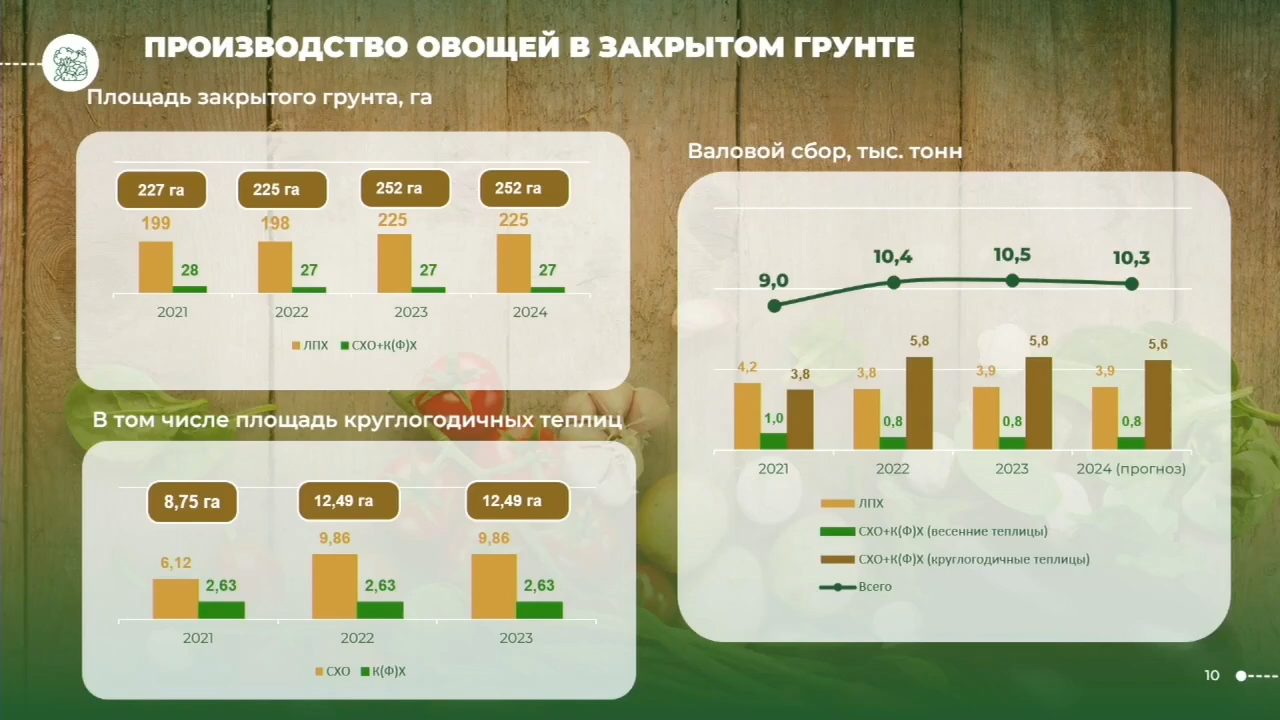 ПРОИЗВОДСТВО ОВОЩЕЙ В ЗАКРЫТОМ ГРУНТЕ
Площадь закрытого грунта, га
227 га 225 га 252 га 252 га
199 198 225 225
28 27 27 27
2021 2022 2023 2024
ЛПХ СХО+К(Ф)Х
В том числе площадь круглогодичных теплиц
8,75 га 12,49 га 12,49 га
6,12 9,86 9,86
2,63 2,63 2,63
2021 2022 2023
СХО К(Ф)Х
Валовой сбор, тыс. тонн
9,0 10,4 10,5 10,3
4,2 1,0 3,8 3,8 0,8 5,8 3,9 0,8 5,8 3,9 0,8 5,6
2021 2022 2023 2024 (прогноз)
ЛПХ
СХО+К(Ф)Х (весенние теплицы)
СХО+К(Ф)Х (круглогодичные теплицы)
Всего
10